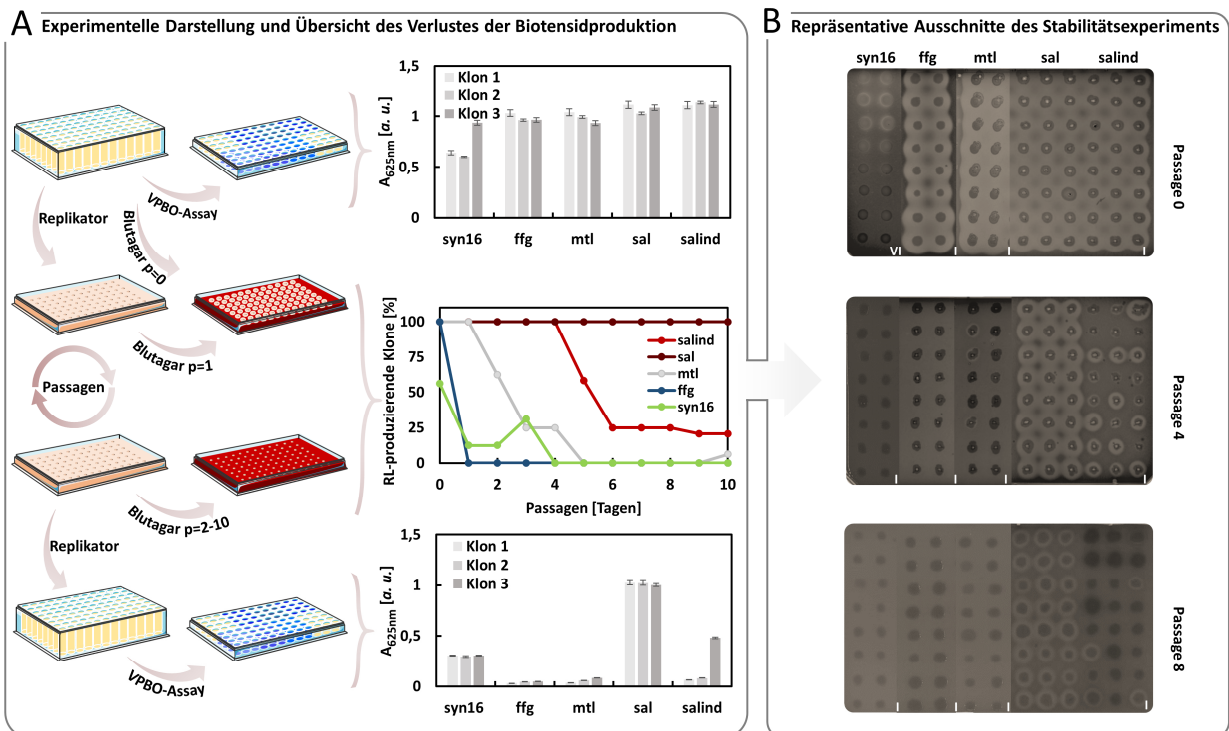 A Experimentelle Darstellung und Übersicht des Verlustes der Biotensidproduktion
Replikator
VPBO-Assay
Blutagar p=0
Blutagar p=1
Passagen
Blutagar p=2-10
Replikator
VPBO-Assay
A625nm [a. u.]
1,5
1
0,5
0
Klon 1
Klon 2
Klon 3
syn16 ffg mtl sal salind
RL-produzierende Klone [%]
100
75
50
25
0
salind
sal
mtl
ffg
syn16
0 2 4 6 8 10
Passagen [Tagen]
A625nm [a. u.]
1,5
1
0,5
0
Klon 1
Klon 2
Klon 3
syn16 ffg mtl sal salind
B Repräsentative Ausschnitte des Stabilitätsexperiments
syn16 ffg mtl sal salind
VI
Passage 0
Passage 4
Passage 8